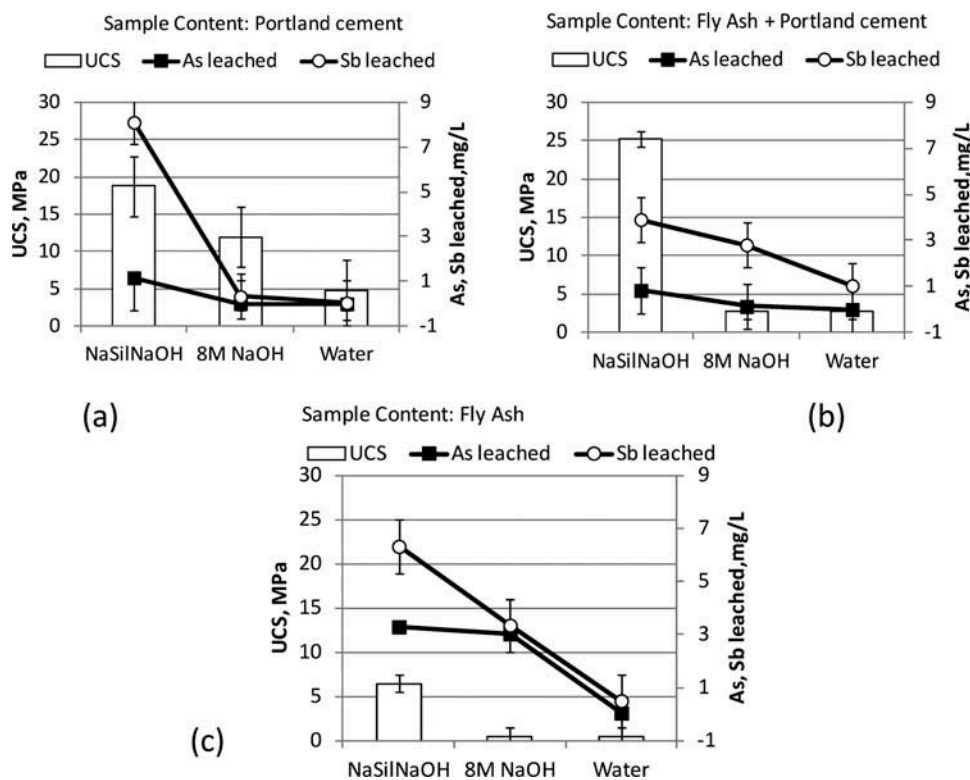 Sample Content: Portland cement
UCS As leached Sb leached
30
25
20
15
10
5
0
UCS, MPa
9
7
5
3
1
-1
As, Sb leached,mg/L
NaSilNaOH 8M NaOH Water
(a)
Sample Content: Fly Ash + Portland cement
UCS As leached Sb leached
30
25
20
15
10
5
0
UCS, MPa
9
7
5
3
1
-1
As, Sb leached,mg/L
NaSilNaOH 8M NaOH Water
(b)
Sample Content: Fly Ash
UCS As leached Sb leached
30
25
20
15
10
5
0
UCS, MPa
9
7
5
3
1
-1
As, Sb leached,mg/L
NaSilNaOH 8M NaOH Water
(c)